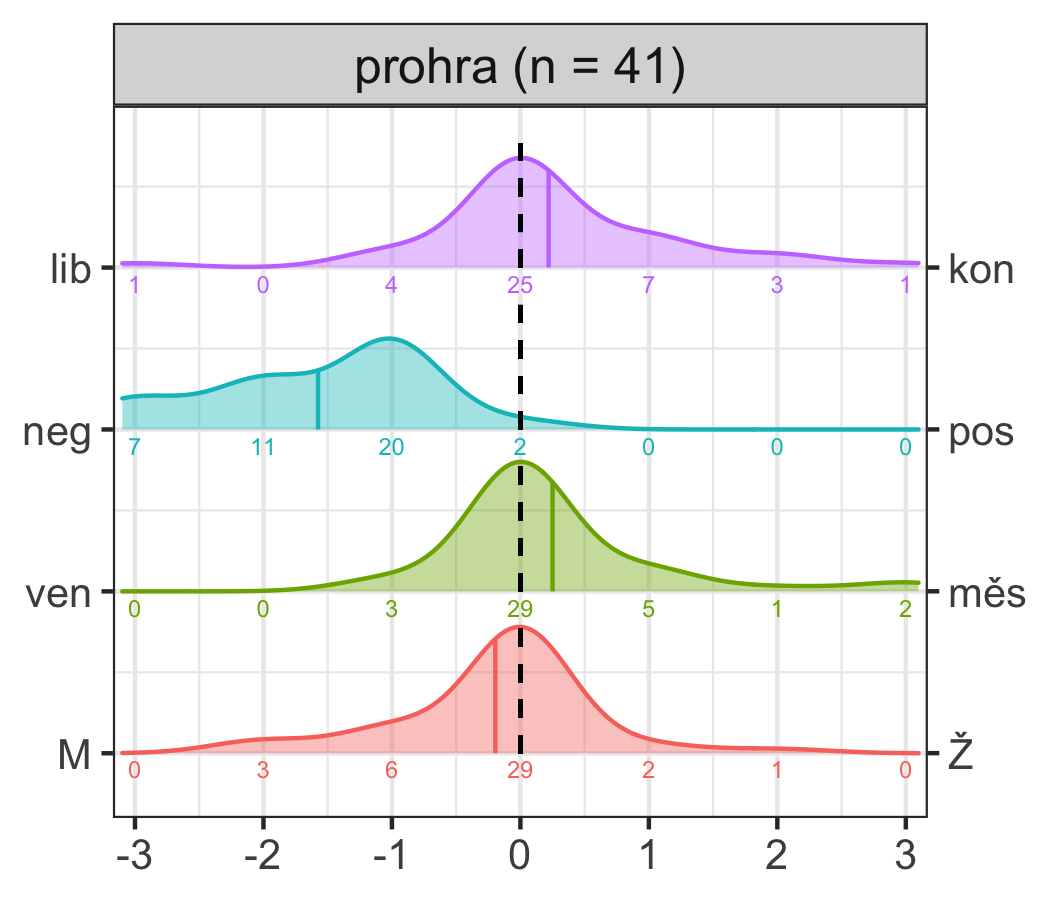 prohra (n = 41)
lib kon
1 0 4 25 7 3 1
neg pos
7 11 20 2 0 0 0
ven měs
0 0 3 29 5 1 2
M Ž
0 3 6 29 2 1 0
-3 -2 -1 0 1 2 3